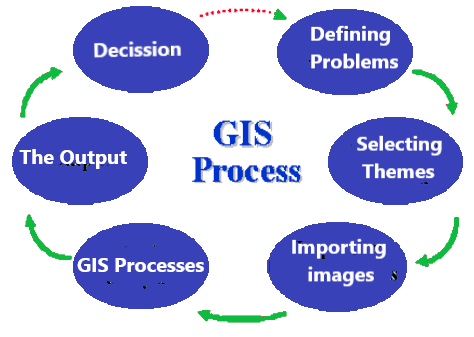 Decission
Defining
Problems
GIS
Process
Selecting
Themes
The Output
Importing
images
GIS Processes